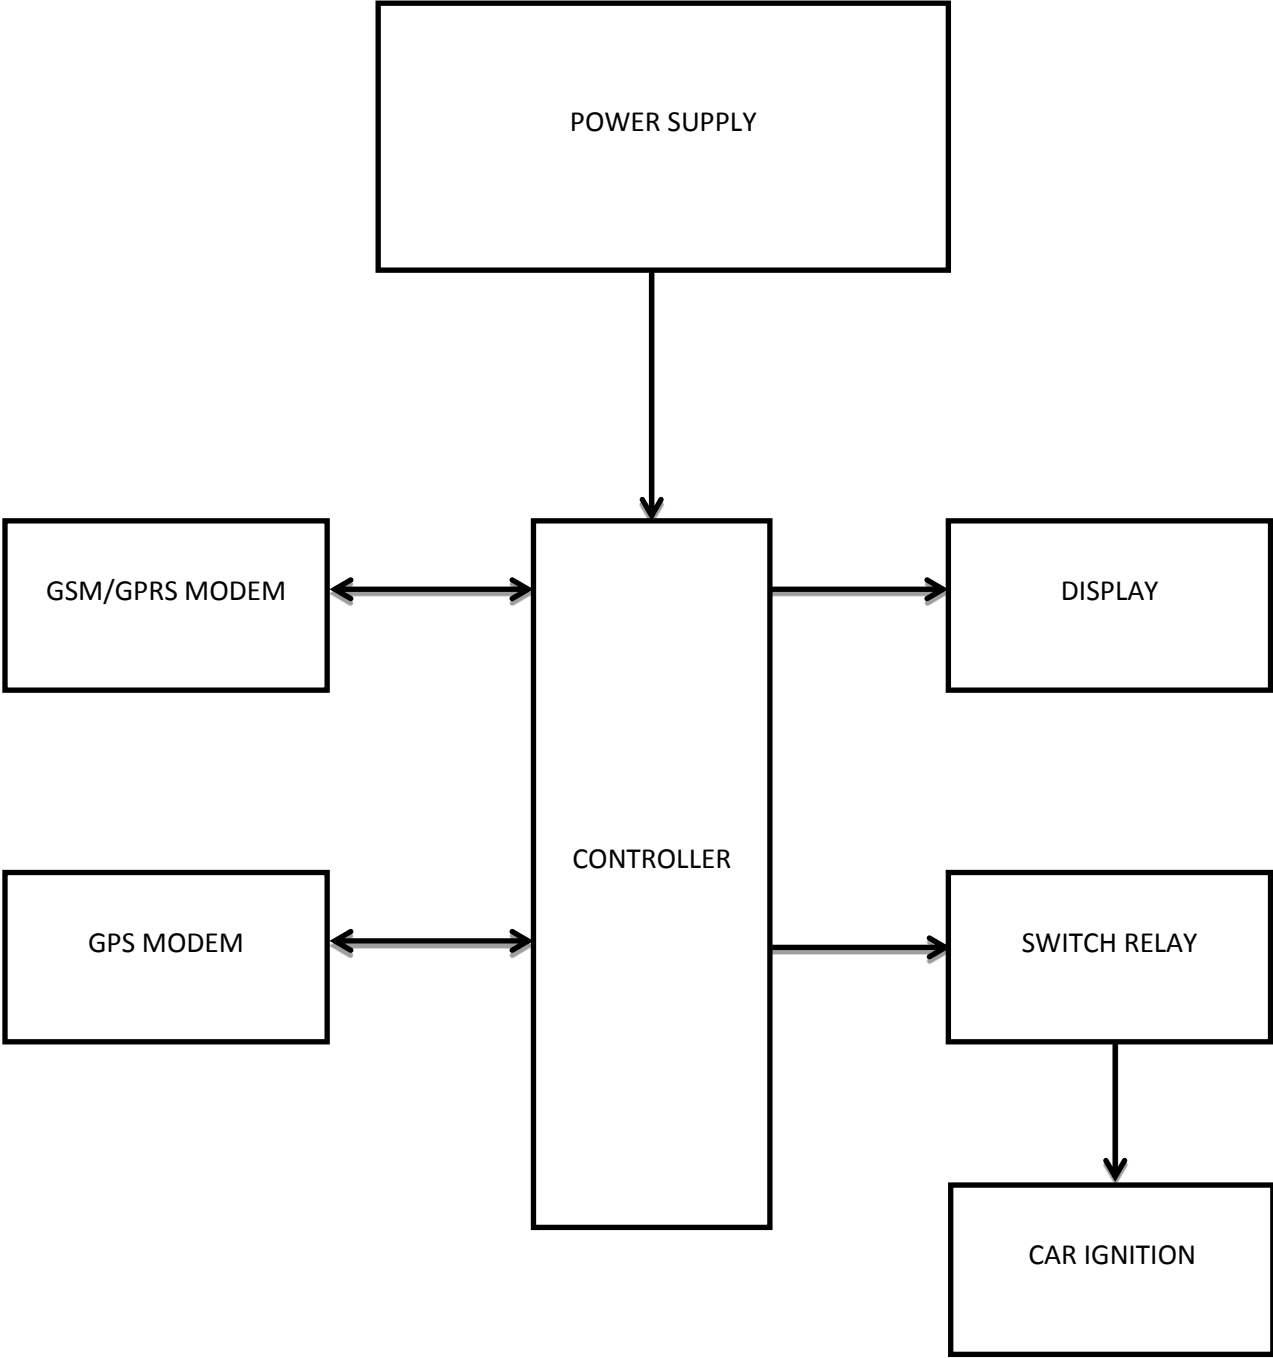 POWER SUPPLY
GSM/GPRS MODEM
DISPLAY
CONTROLLER
GPS MODEM
SWITCH RELAY
CAR IGNITION